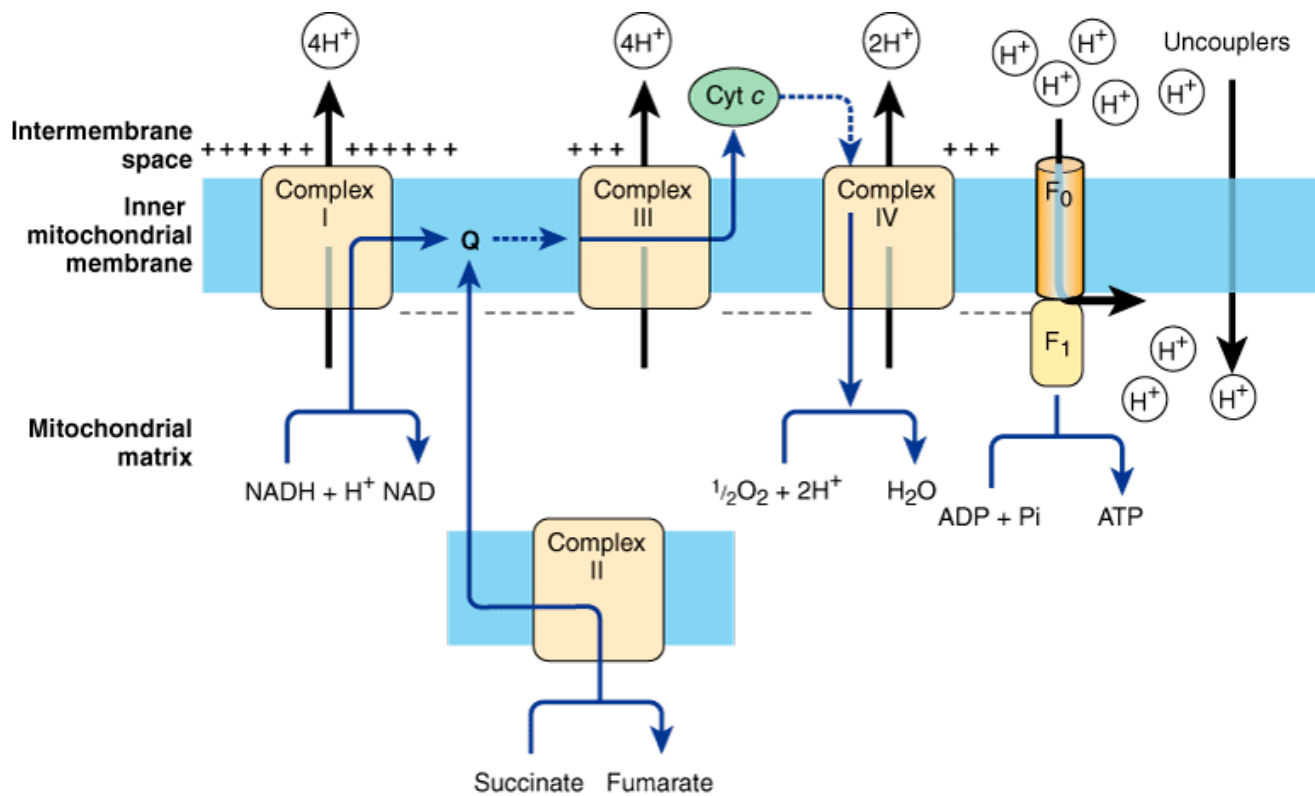 4H+
4H+
2H+
H+
H+
H+
H+
H+
Uncouplers
Cyt c
Intermembrane
space
++++++
++++++
+++
+++
Complex
I
Complex
III
Complex
IV
F0
Inner
mitochondrial
membrane
Q
F1
H+
H+
H+
Mitochondrial
matrix
NADH + H+ NAD
1/2O2 + 2H+
H2O
ADP + Pi
ATP
Complex
II
Succinate
Fumarate